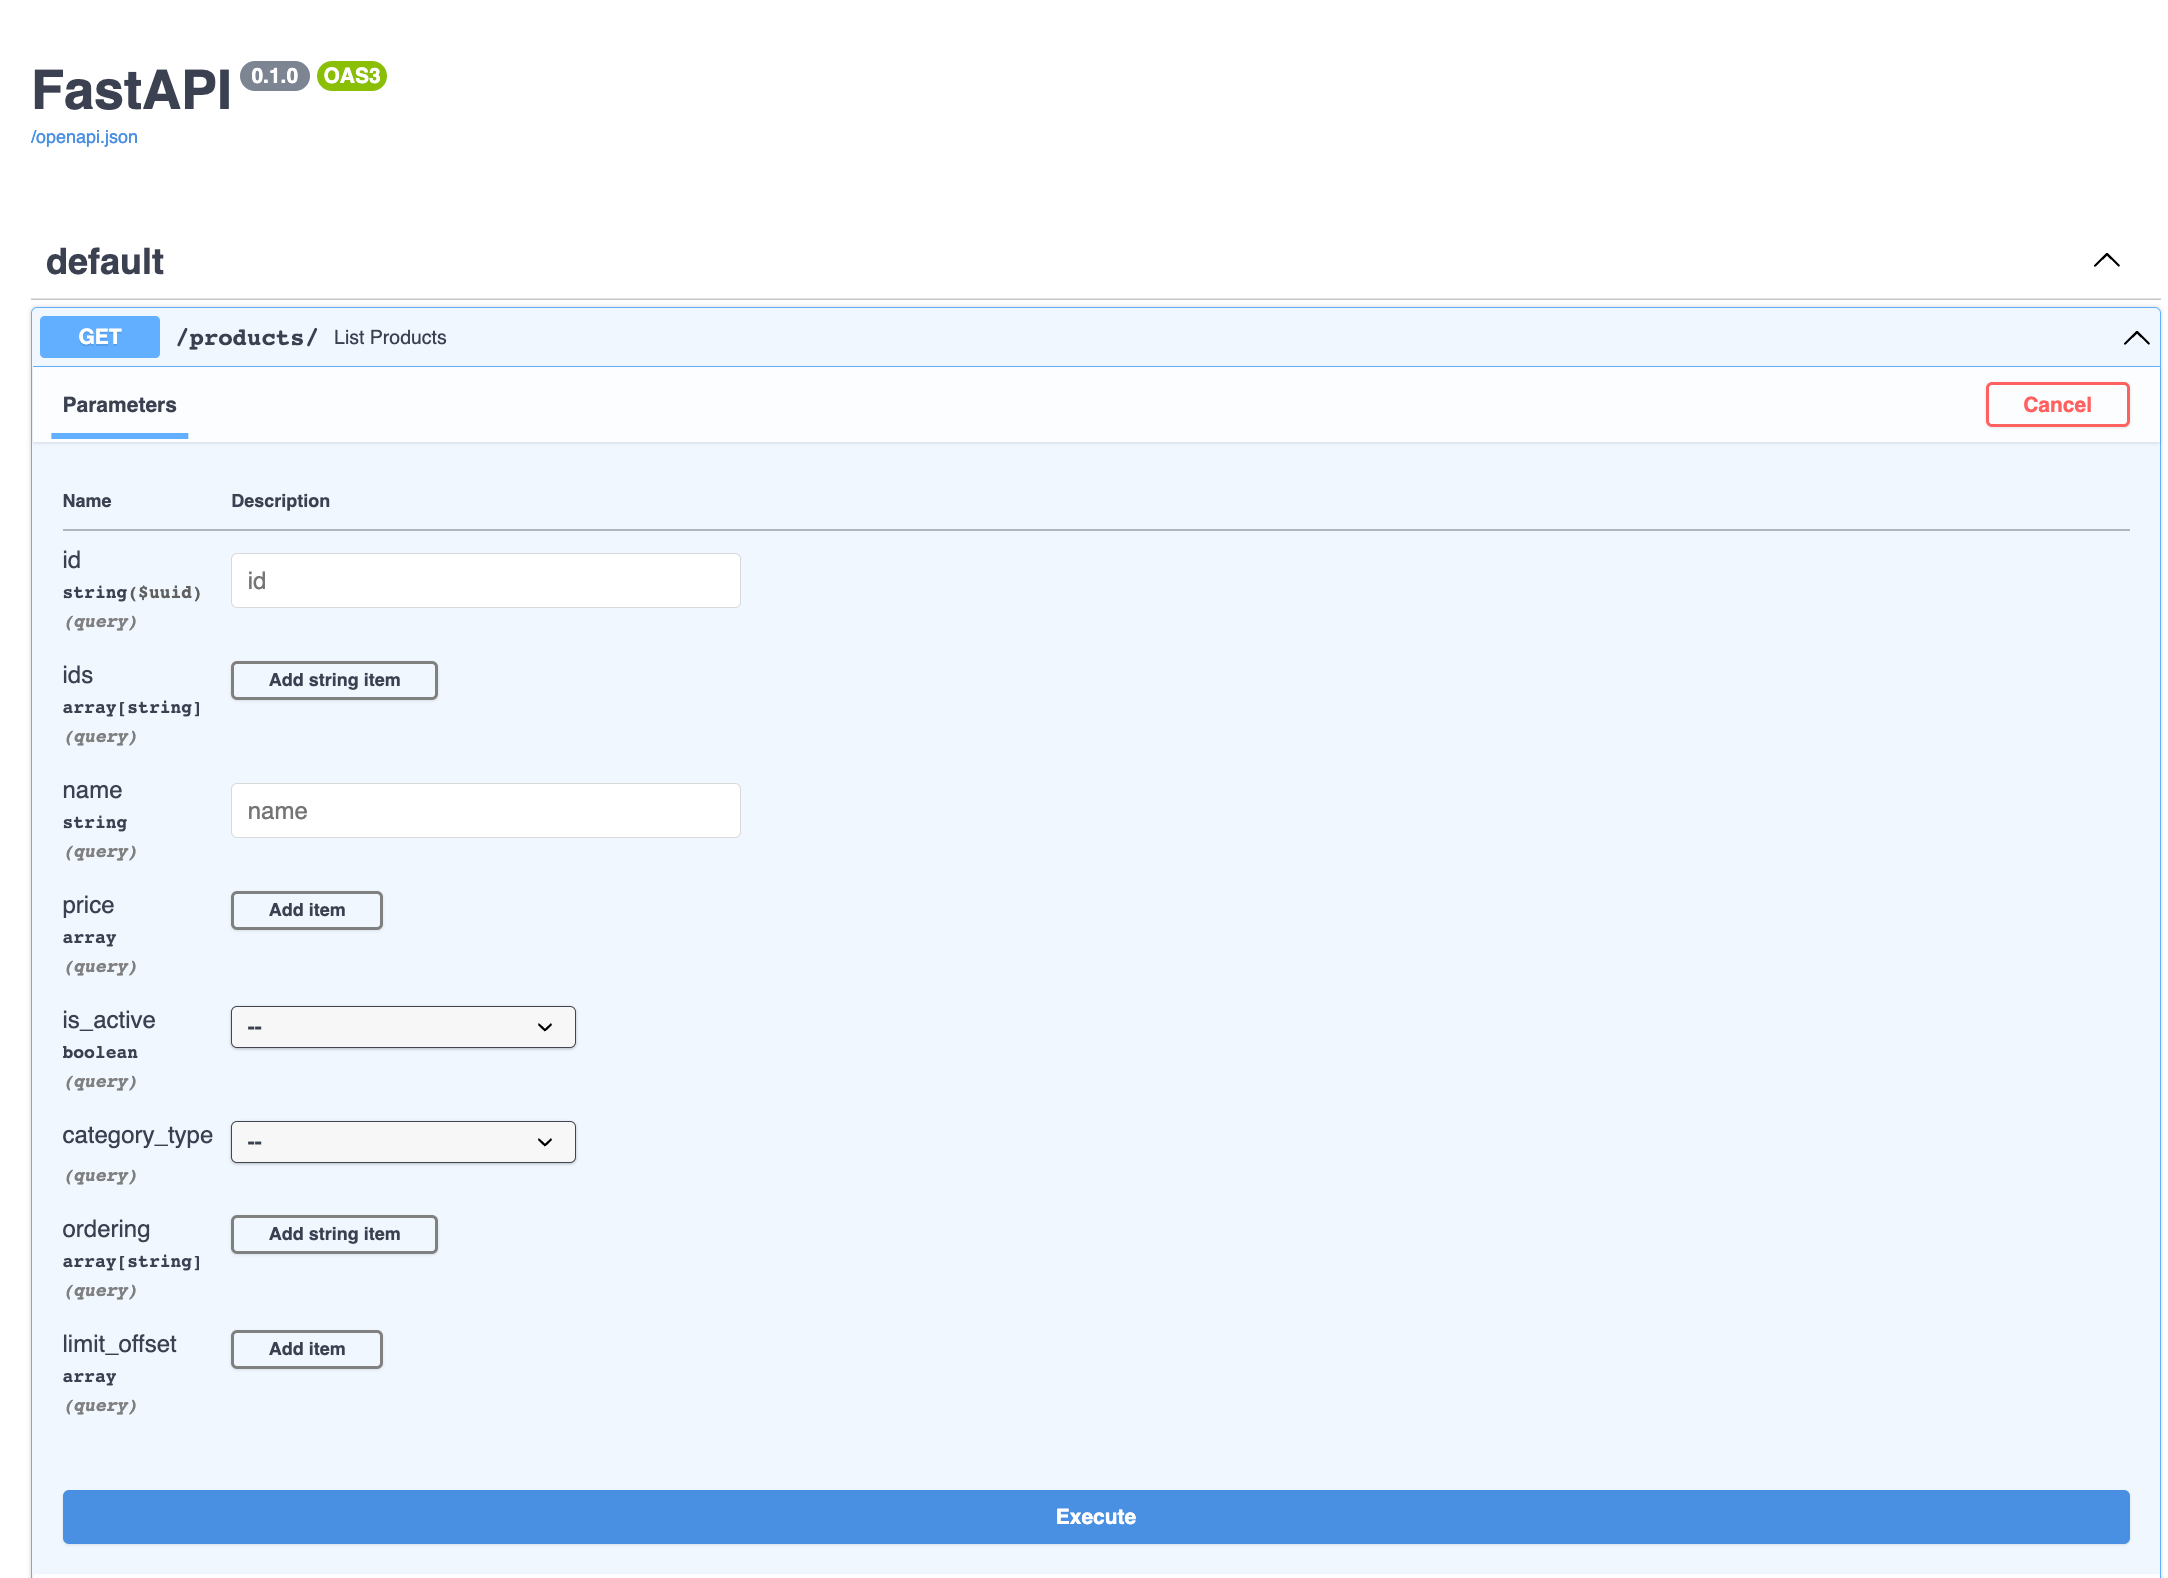 FastAPI 0.1.0 OAS3
/openapi.json
default
GET /products/ List Products
Parameters Cancel
Name Description
id
string($uuid)
(query)
id
ids
array[string]
(query)
Add string item
name
string
(query)
name
price
array
(query)
Add item
is_active
boolean
(query)
--
category_type
(query)
--
ordering
array[string]
(query)
Add string item
limit_offset
array
(query)
Add item
Execute